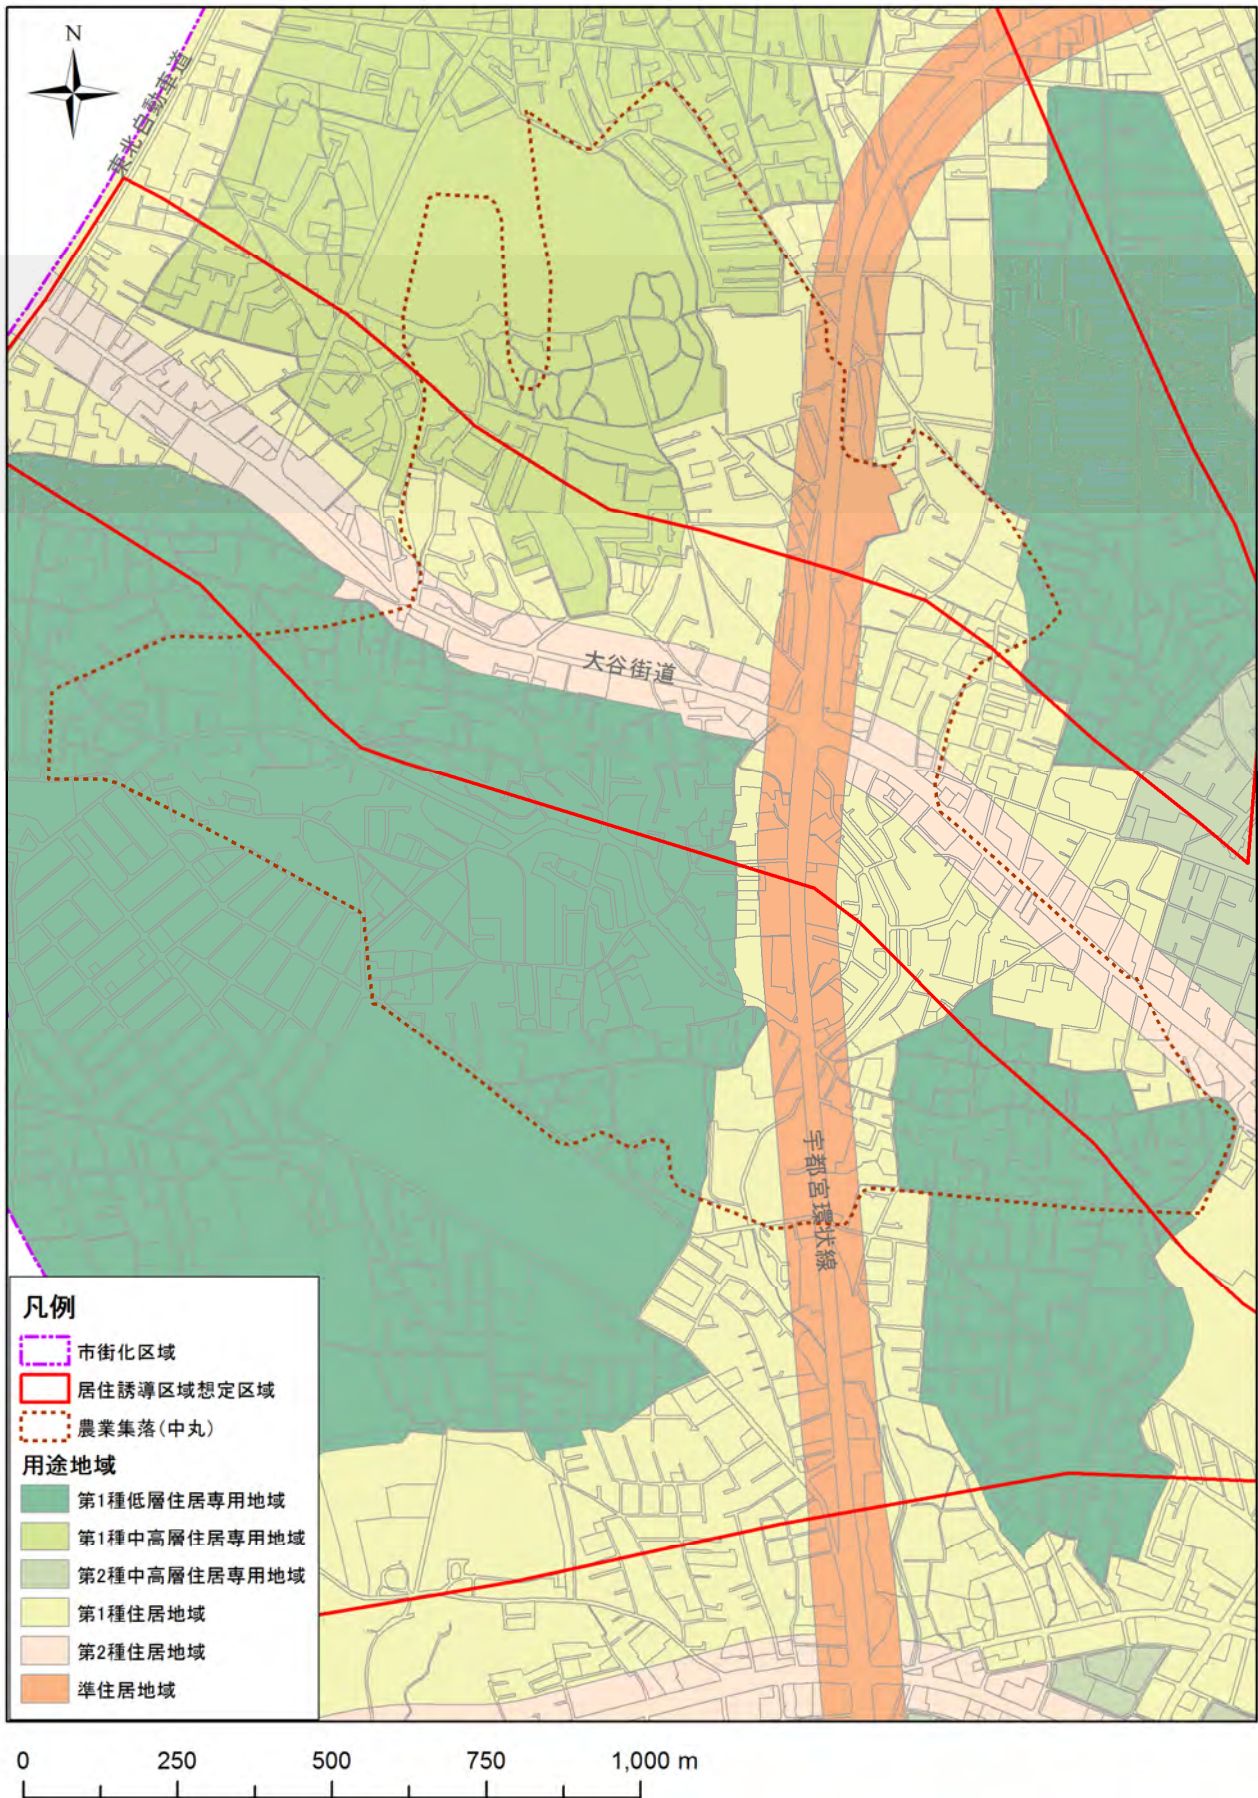 N
東北自動車道
大谷街道
宇都宮環状線
凡例
市街化区域
居住誘導区域想定区域
農業集落(中丸)
用途地域
第1種低層住居専用地域
第1種中高層住居専用地域
第2種中高層住居専用地域
第1種住居地域
第2種住居地域
準住居地域
0 250 500 750 1,000 m